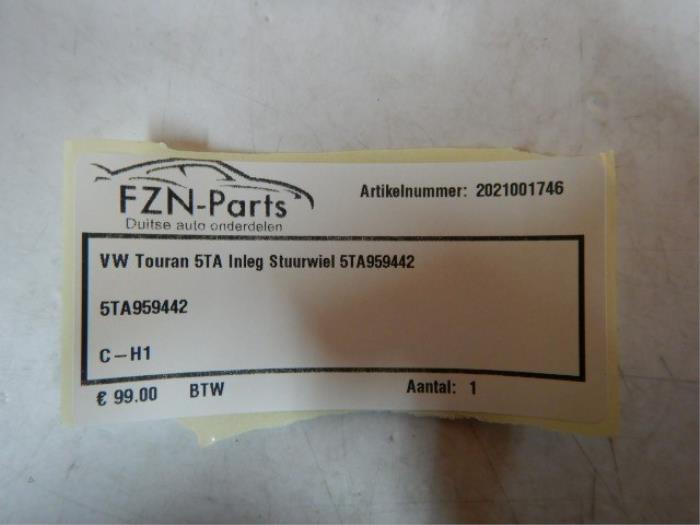 FZN-Parts
Duitse auto onderdelen
Artikelnummer: 2021001746
VW Touran 5TA Inleg Stuurwiel 5TA959442
5TA959442
C-H1
€ 99.00 BTW Aantal: 1